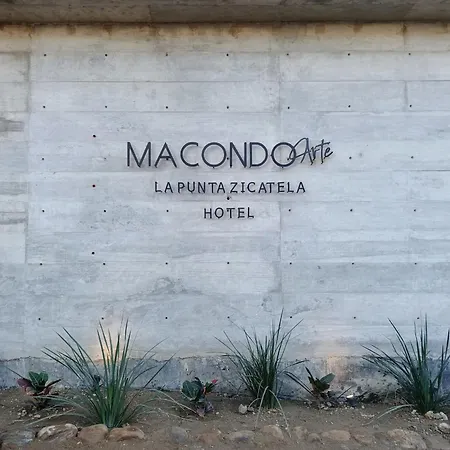 MACONDO Arte
LA PUNTA ZICATELA
HOTEL